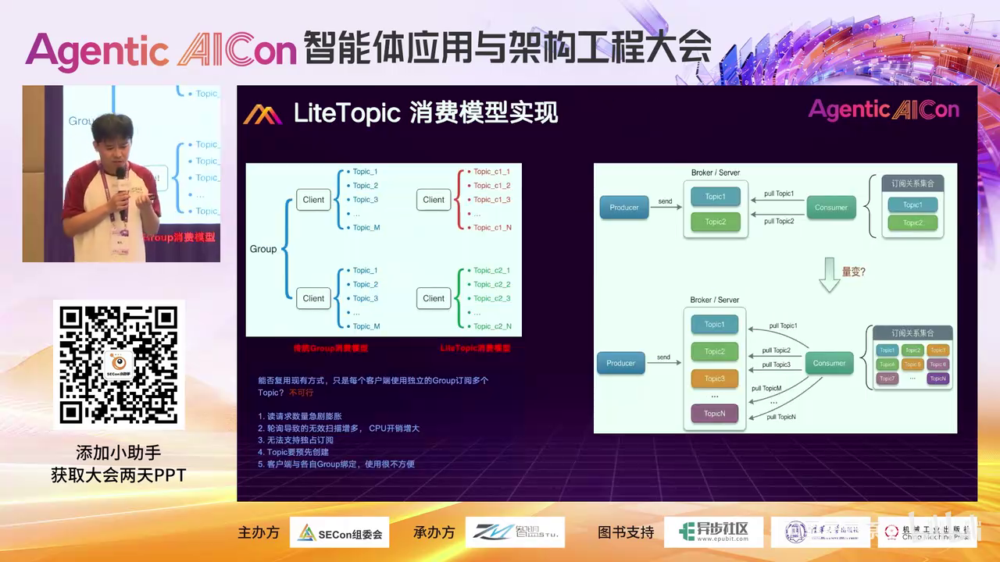 Agentic AICon 智能体应用与架构工程大会
Topic_
Grou
Topic_
Topic_
Topic_
...
Topic_
Group消费模型
添加小助手
获取大会两天PPT
SECon小助手
LiteTopic 消费模型实现
Agentic AICon
Group
Client
Topic_1
Topic_2
Topic_3
...
Topic_M
Client
Topic_c1_1
Topic_c1_2
Topic_c1_3
...
Topic_c1_N
Client
Topic_1
Topic_2
Topic_3
...
Topic_M
Client
Topic_c2_1
Topic_c2_2
Topic_c2_3
...
Topic_c2_N
传统Group消费模型
LiteTopic消费模型
能否复用现有方式，只是每个客户端使用独立的Group订阅多个
Topic？ 不可行
1. 读请求数量急剧膨胀
2. 轮询导致的无效扫描增多， CPU开销增大
3. 无法支持独占订阅
4. Topic要预先创建
5. 客户端与各自Group绑定，使用很不方便
Broker / Server
Producer
send
Topic1
Topic2
pull Topic1
pull Topic2
Consumer
订阅关系集合
Topic1
Topic2
量变?
Broker / Server
Producer
send
Topic1
Topic2
Topic3
...
TopicN
pull Topic1
pull Topic2
pull Topic3
pull TopicM
...
pull TopicN
Consumer
订阅关系集合
Topic1 Topic2
Topic4
Topic7 ... TopicN
主办方
SECon组委会
承办方
ZM 智盟 STU.
图书支持
异步社区
www.epubit.com
机械工业出版社
China Machine Press